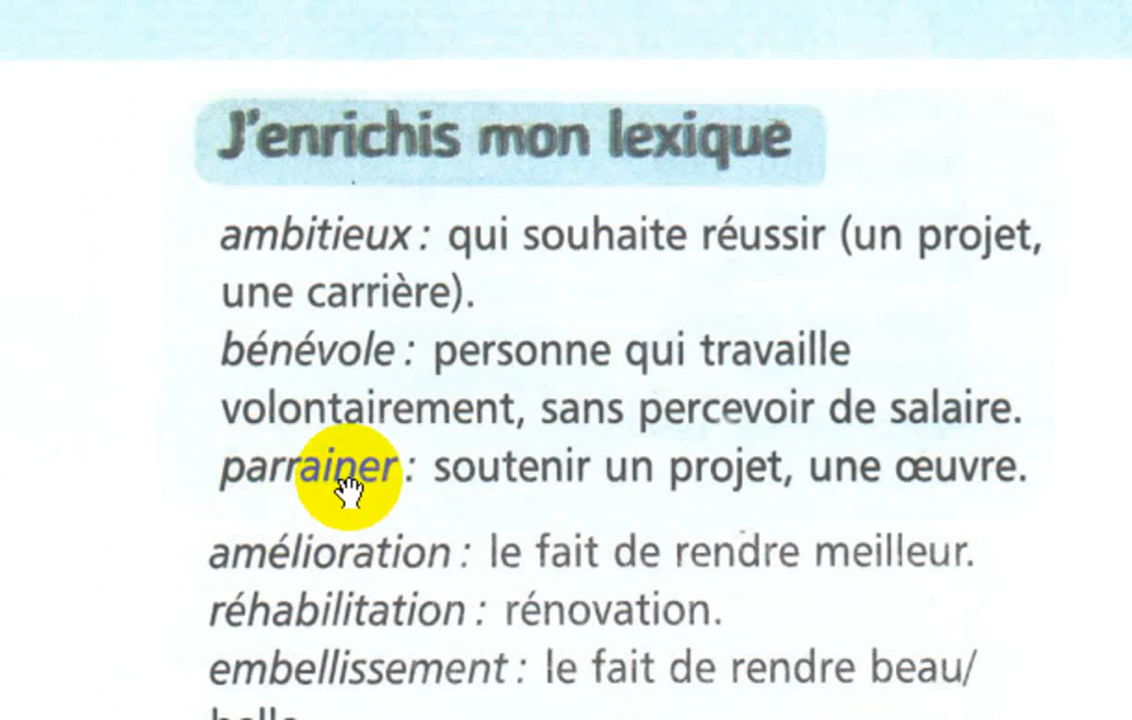 J'enrichis mon lexique
ambitieux : qui souhaite réussir (un projet,
une carrière).
bénévole : personne qui travaille
volontairement, sans percevoir de salaire.
parrainer : soutenir un projet, une œuvre.
amélioration : le fait de rendre meilleur.
réhabilitation : rénovation.
embellissement : le fait de rendre beau/